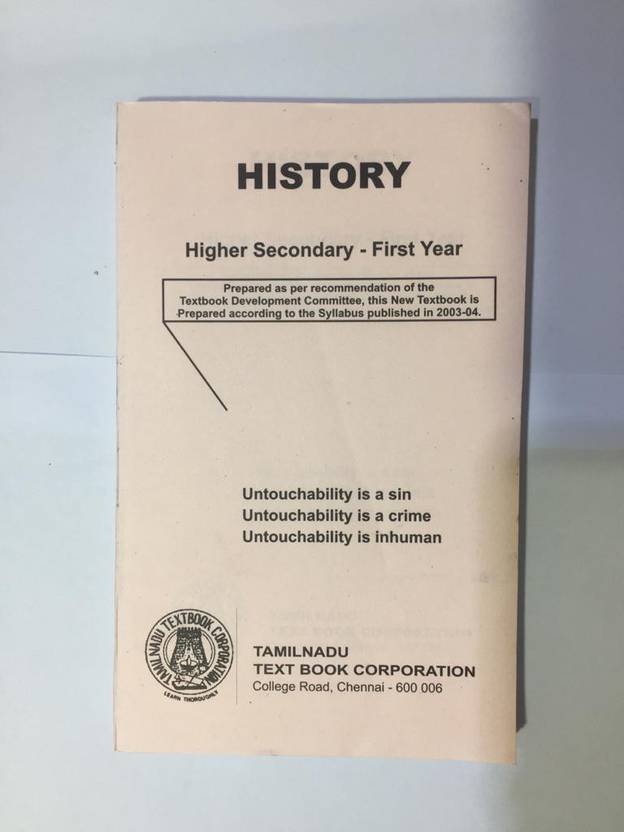 HISTORY
Higher Secondary - First Year
Prepared as per recommendation of the
Textbook Development Committee, this New Textbook is
Prepared according to the Syllabus published in 2003-04.
Untouchability is a sin
Untouchability is a crime
Untouchability is inhuman
TAMILNADU TEXTBOOK CORPORATION
LEARN THOROUGHLY
TAMILNADU
TEXT BOOK CORPORATION
College Road, Chennai - 600 006